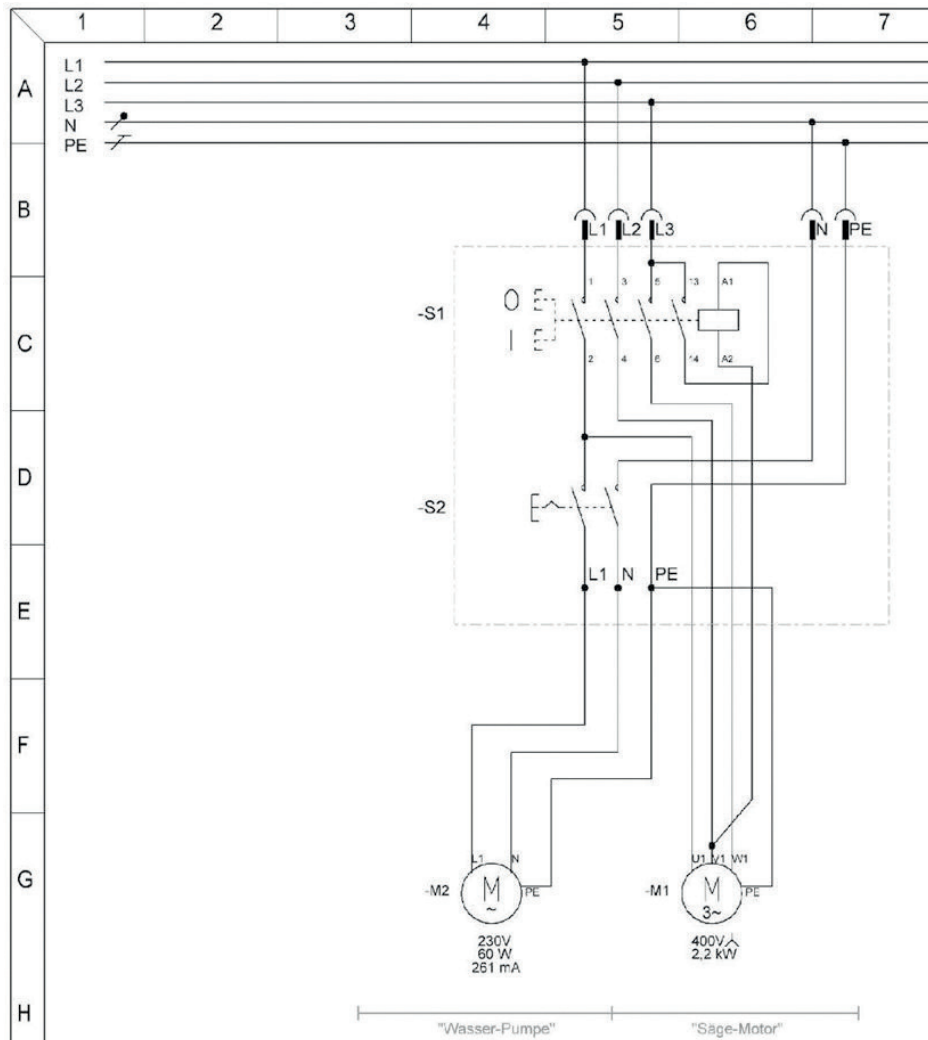 1 2 3 4 5 6 7
A
L1
L2
L3
N
PE
B
L1 L2 L3 N PE
1 3 5 13 A1
C
-S1
0
I
2 4 6 14 A2
D
-S2
L1 N PE
E
F
G
L1 N
U1 V1 W1
-M2 M ~ PE
-M1 M 3~ PE
230V
60 W
261 mA
400V
2,2 kW
H
"Wasser-Pumpe" "Säge-Motor"